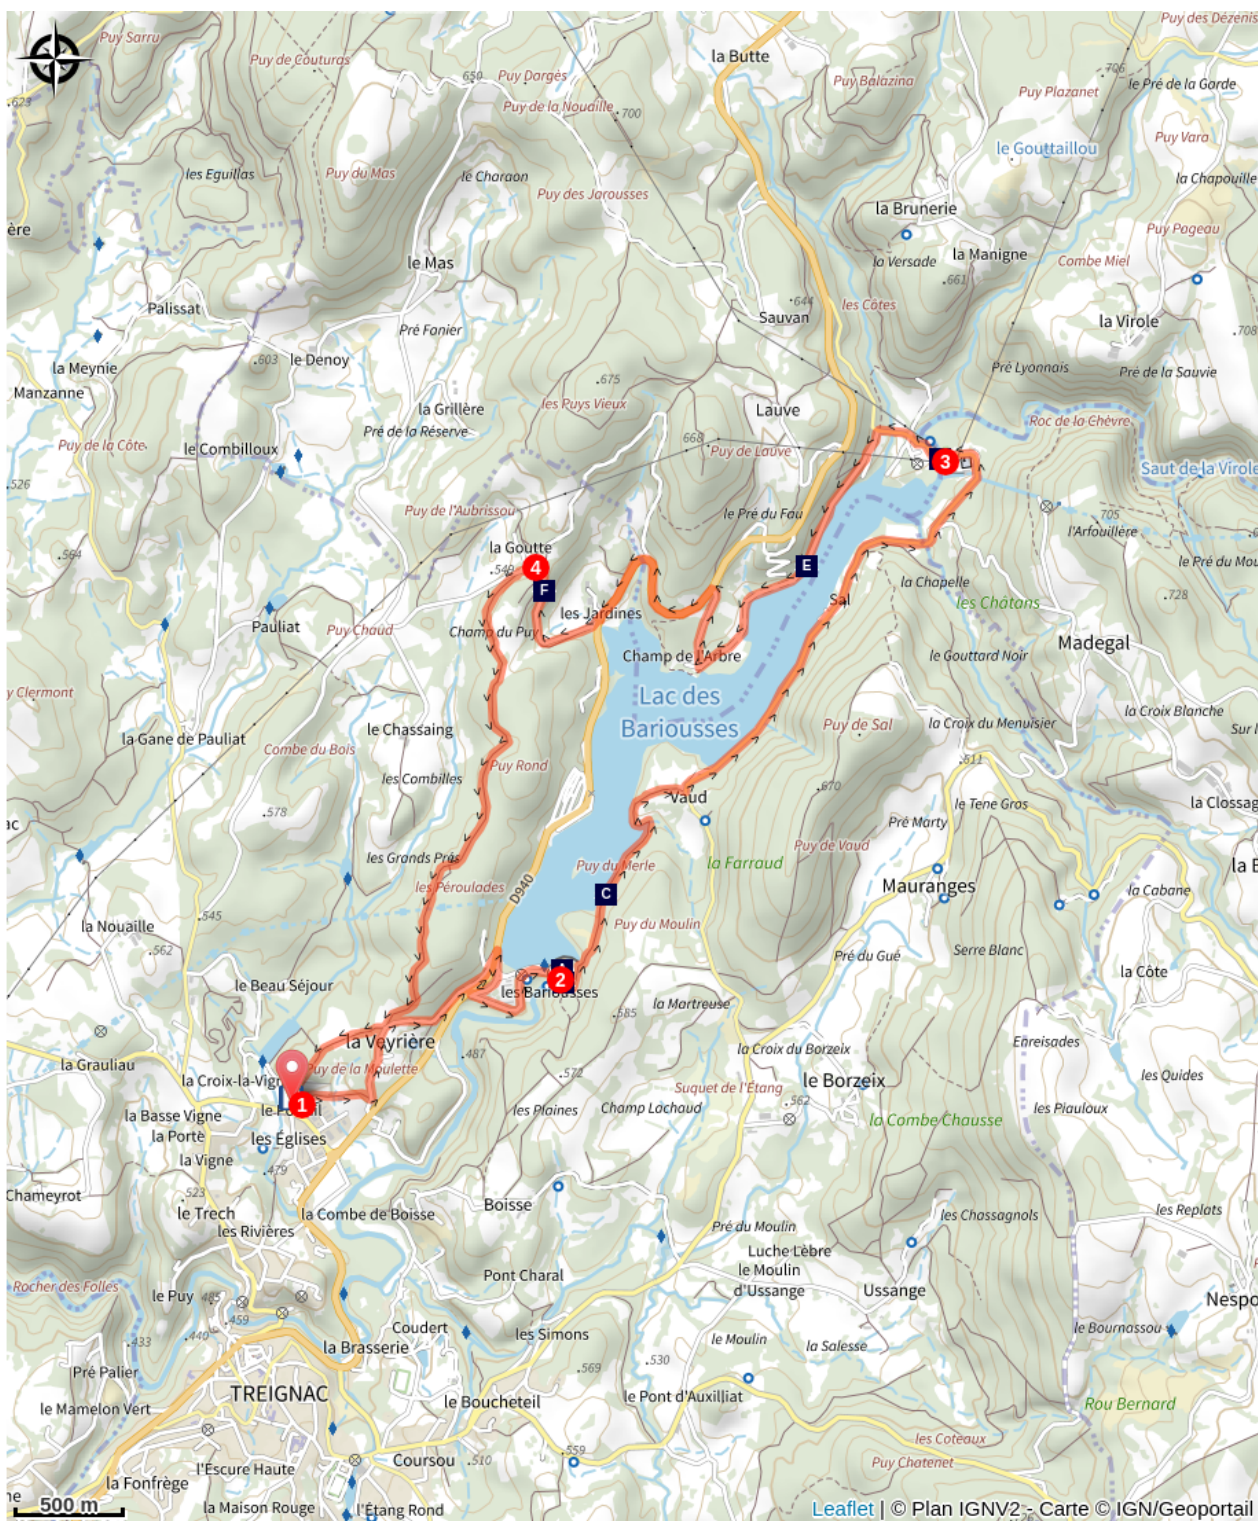 Puy Sarru
Puy des Dézenis
la Butte
Puy de Couturas
650
Puy Dargès
706
Puy Balazina
le Pré de la Garde
Puy Plazanet
.623
Puy de la Nouaille
.700
Puy Vara
le Gouttaillou
les Eguillas
Puy du Mas
le Charaon
la Chapouille
Puy des Jarousses
la Brunerie
ère
Puy Pageau
la Manigne
le Mas
la Versade
Combe Miel
.661
.644
les Côtes
Palissat
Sauvan
la Virole
Pré Fanier
.708
.603
le Denoy
la Meynie
Pré Lyonnais
Pré de la Sauvie
.675
Manzanne
les Puys Vieux
la Grillère
Lauve
Roc de la Chèvre
Pré de la Réserve
668
Puy de la Côte
le Combilloux
Puy de Lauve
3
Saut de la Virole
.526
Puy de l'Aubrissou
le Pré du Fau
705
l'Arfouillère
la Goutte
.564
4
.549
E
le Pré du Mou
F
la Chapelle
.728
Sal
les Châtans
Pauliat
les Jardines
Puy Chaud
Champ du Puy
Madegal
Champ de l'Arbre
le Gouttard Noir
y Clermont
Lac des
Bariousses
la Croix Blanche
la Croix du Menuisier
Puy de Sal
le Chassaing
la Gane de Pauliat
Combe du Bois
Puy Rond
.511
les Combilles
.670
Vaud
le Tene Gros
la Clossag
.578
ac
Pré Marty
Puy de Vaud
les Grands Prés
Puy du Merle
la Farraud
la B
les Péroulades
D940
C
Mauranges
la Cabane
.545
la Nouaille
Puy du Moulin
.562
Pré du Gué
Serre Blanc
la Côte
2
le Beau Séjour
les Bariousses
la Martreuse
.585
la Veyrière
.487
Enreisades
la Croix du Borzeix
la Grauliau
Puy de la Moulette
.572
la Croix-la-Vign
le Borzeix
les Quides
Suquet de l'Étang
1
.562
la Basse Vigne
les Plaines
Champ Lachaud
les Piauloux
la Combe Chausse
la Porte
les Églises
la Vigne
.479
Chameyrot
.523
Boisse
le Trech
la Combe de Boisse
les Replats
les Chassagnols
les Rivières
Pré du Moulin
Luche Lèbre
le Moulin
d'Ussange
Pont Charal
Rocher des Folles
Ussange
le Puy
.485
.459
Nespo
Coudert
les Simons
le Bournassou
.440
.433
le Moulin
la Salesse
la Brasserie
.530
.569
Pré Palier
TREIGNAC
le Pont d'Auxilliat
le Boucheteil
Rou Bernard
le Mamelon Vert
les Coteaux
.559
Coursou
.510
Puy Chatenet
l'Escure Haute
la Fonfrège
ne
500 m
la Maison Rouge
l'Étang Rond
Leaflet | © Plan IGNV2 - Carte © IGN/Geoportail